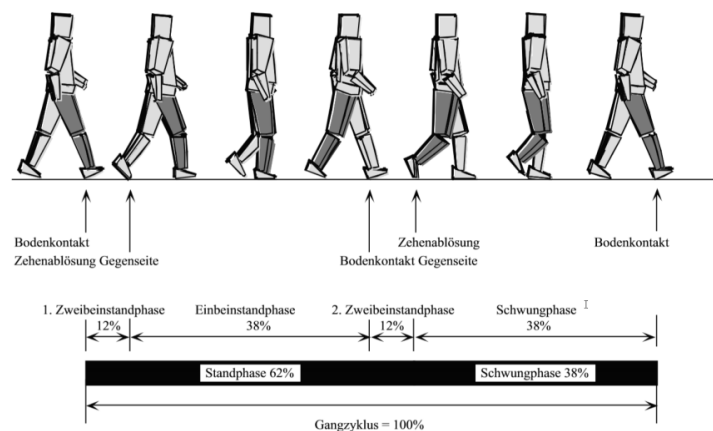 Bodenkontakt
Zehenablösung Gegenseite
Zehenablösung
Bodenkontakt Gegenseite
Bodenkontakt
1. Zweibeinstandphase
12%
Einbeinstandphase
38%
2. Zweibeinstandphase
12%
Schwungphase
38%
Standphase 62%
Schwungphase 38%
Gangzyklus = 100%